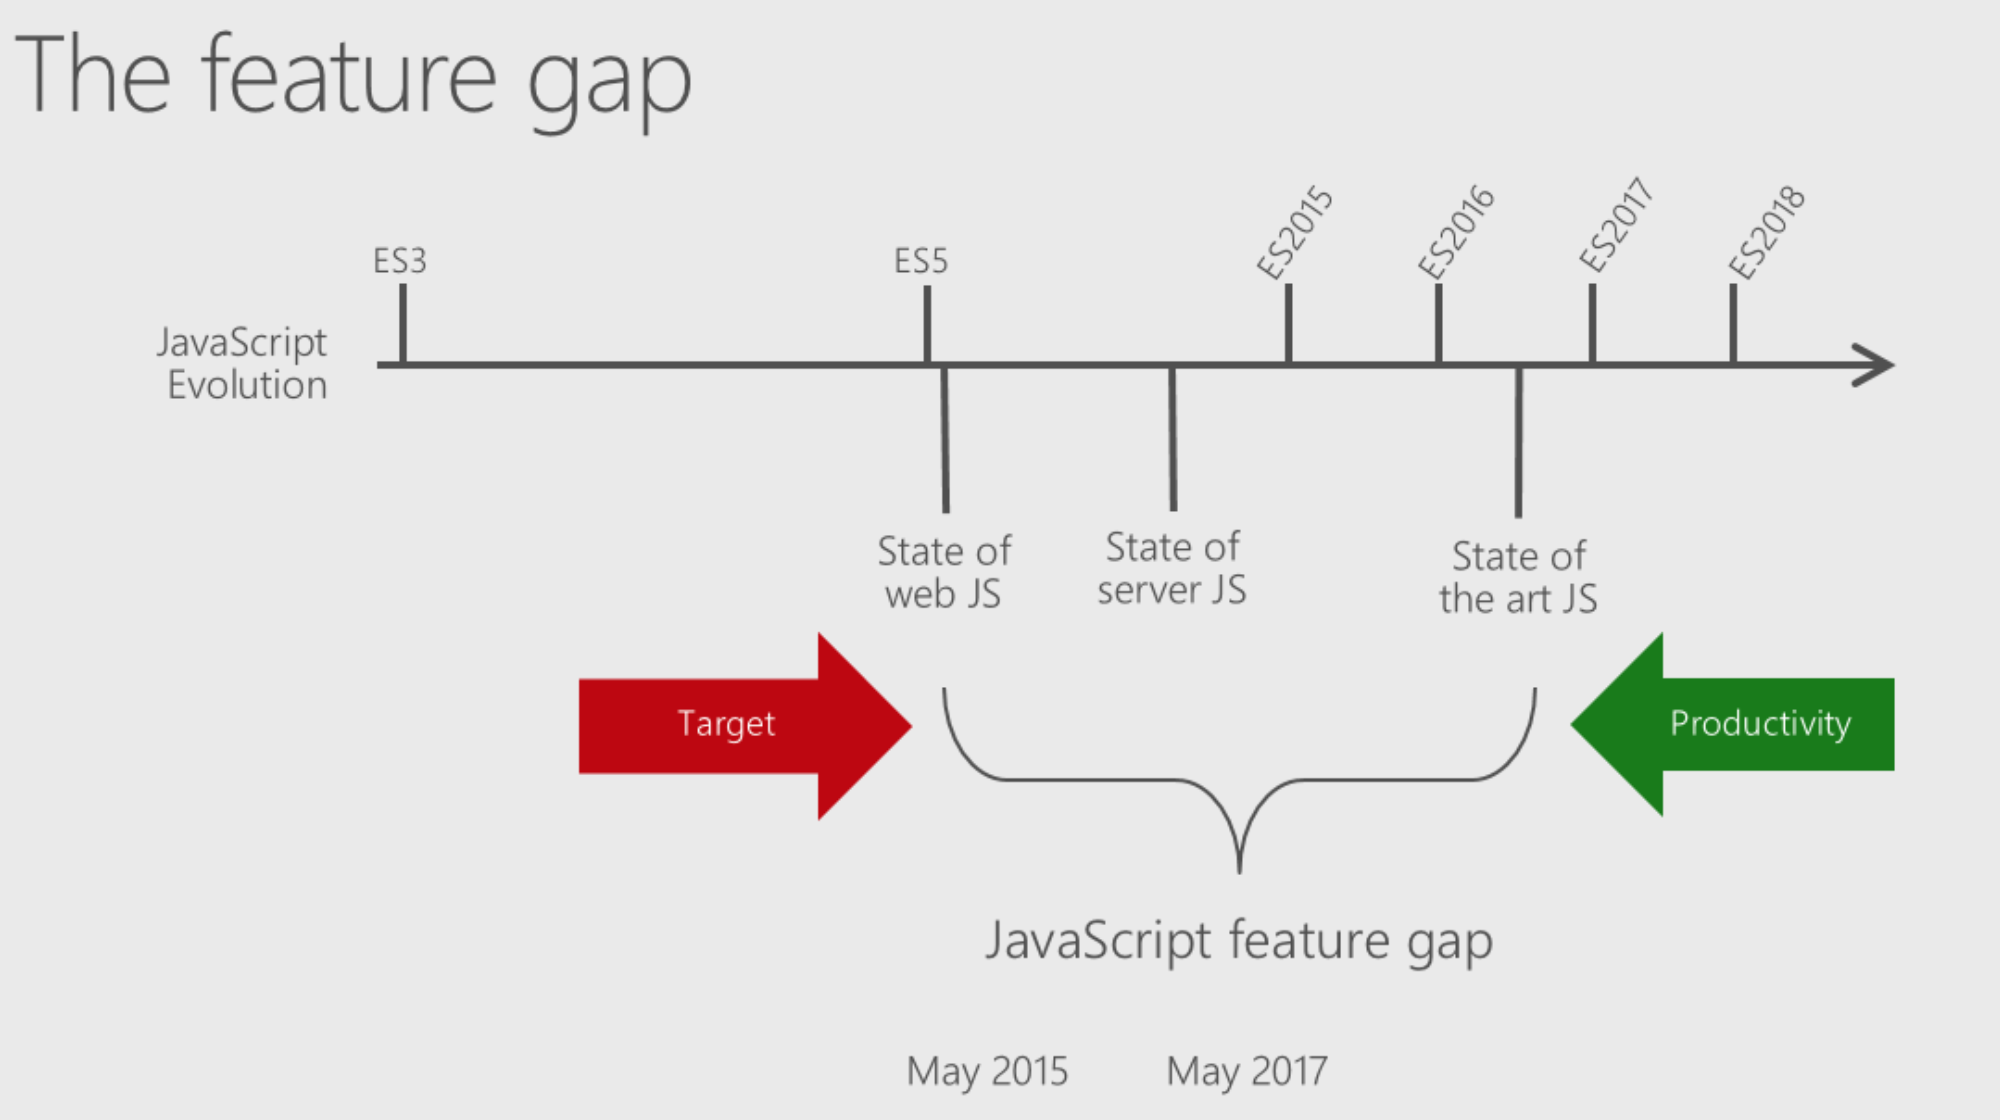 The feature gap
ES3
ES5
ES2015
ES2016
ES2017
ES2018
JavaScript
Evolution
State of
web JS
State of
server JS
State of
the art JS
Target
Productivity
JavaScript feature gap
May 2015
May 2017